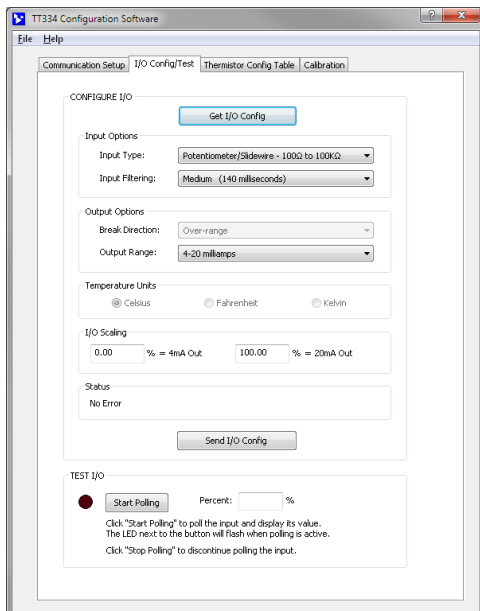 TT334 Configuration Software
File Help
Communication Setup I/O Config/Test Thermistor Config Table Calibration
CONFIGURE I/O
Get I/O Config
Input Options
Input Type: Potentiometer/Slidewire - 100Ω to 100KΩ
Input Filtering: Medium (140 milliseconds)
Output Options
Break Direction: Over-range
Output Range: 4-20 milliamps
Temperature Units
Celsius Fahrenheit Kelvin
I/O Scaling
0.00 % = 4mA Out 100.00 % = 20mA Out
Status
No Error
Send I/O Config
TEST I/O
Start Polling Percent: %
Click "Start Polling" to poll the input and display its value.
The LED next to the button will flash when polling is active.
Click "Stop Polling" to discontinue polling the input.